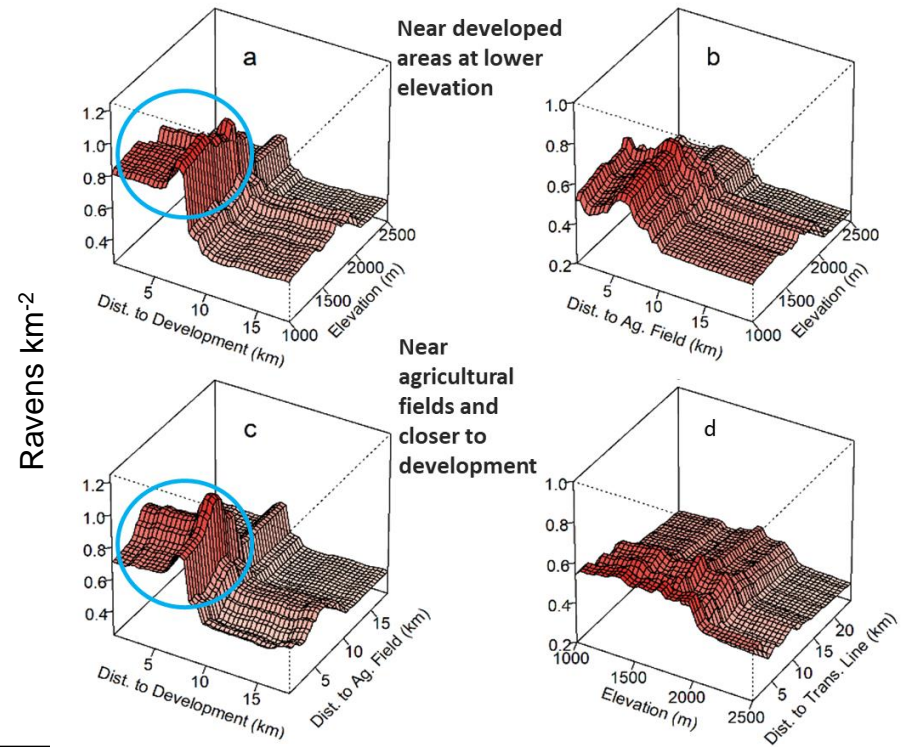 Ravens km-2
a
Near developed
areas at lower
elevation
1.2
1.0
0.8
0.6
0.4
5
10
15
Dist. to Development (km)
1000
1500
2000
2500
Elevation (m)
b
1.0
0.8
0.6
0.4
0.2
5
10
15
Dist. to Ag. Field (km)
1000
1500
2000
2500
Elevation (m)
c
Near
agricultural
fields and
closer to
development
1.2
1.0
0.8
0.6
0.4
5
10
15
Dist. to Development (km)
5
10
15
Dist. to Ag. Field (km)
d
1.0
0.8
0.6
0.4
0.2
1000
1500
2000
2500
Elevation (m)
5
10
15
20
Dist. to Trans. Line (km)